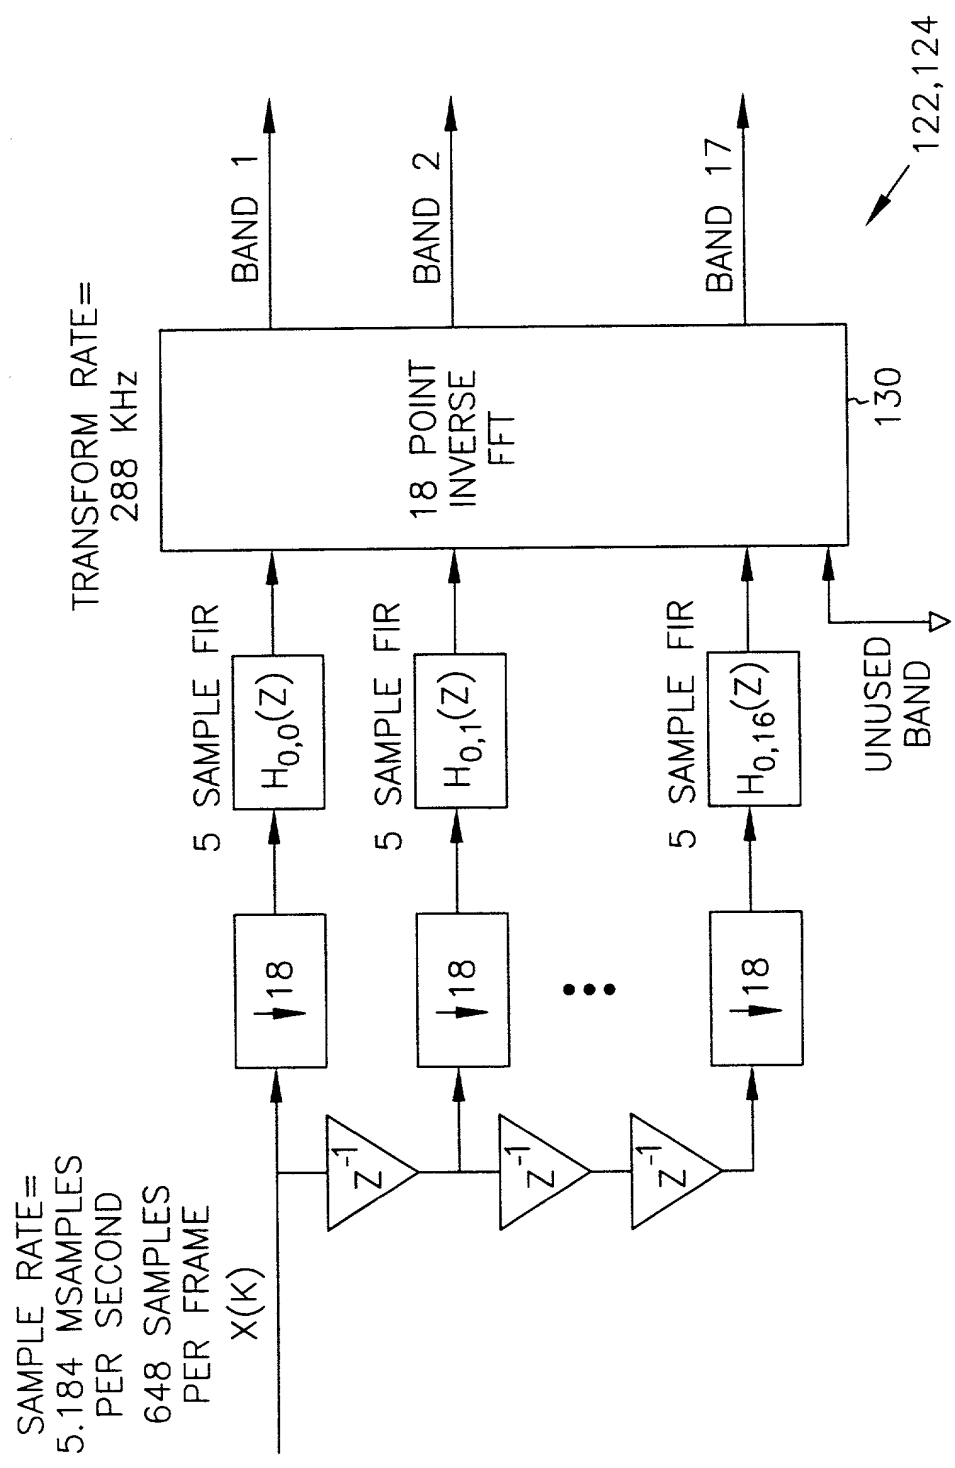 SAMPLE RATE=
5.184 MSAMPLES
PER SECOND
648 SAMPLES
PER FRAME
X(K)
Z-1
Z-1
Z-1
↓18
↓18
↓18
5 SAMPLE FIR
H0,0(Z)
5 SAMPLE FIR
H0,1(Z)
5 SAMPLE FIR
H0,16(Z)
UNUSED
BAND
TRANSFORM RATE=
288 KHz
18 POINT
INVERSE
FFT
130
BAND 1
BAND 2
BAND 17
122,124